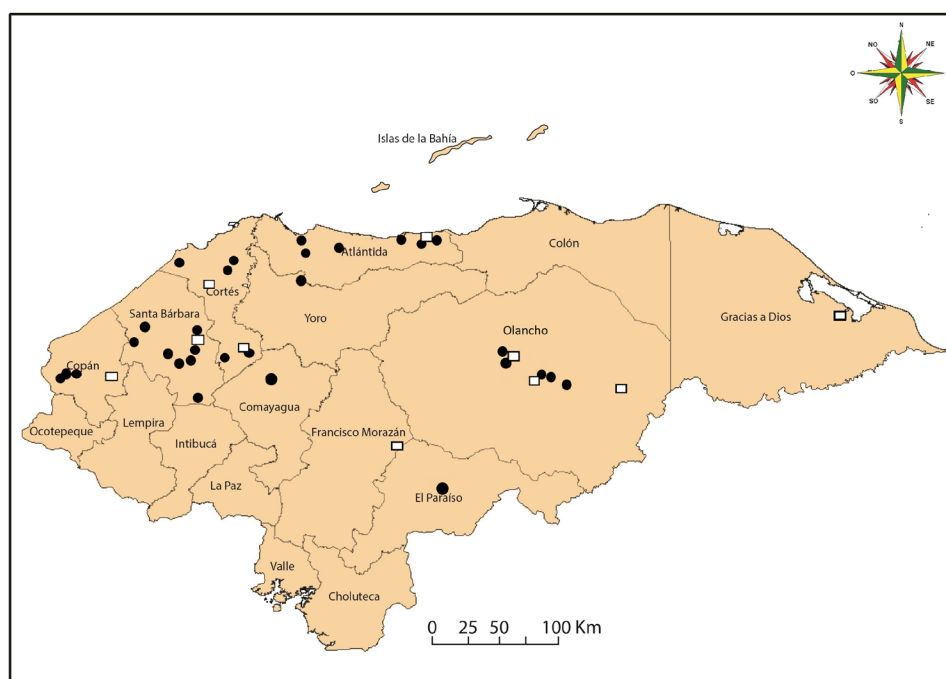 N
NO NE
O E
SO SE
S
Islas de la Bahía
Atlántida
Colón
Cortés
Santa Bárbara
Yoro
Gracias a Dios
Olancho
Copán
Comayagua
Lempira
Ocotepeque
Francisco Morazán
Intibucá
La Paz
El Paraíso
Valle
Choluteca
0 25 50 100 Km